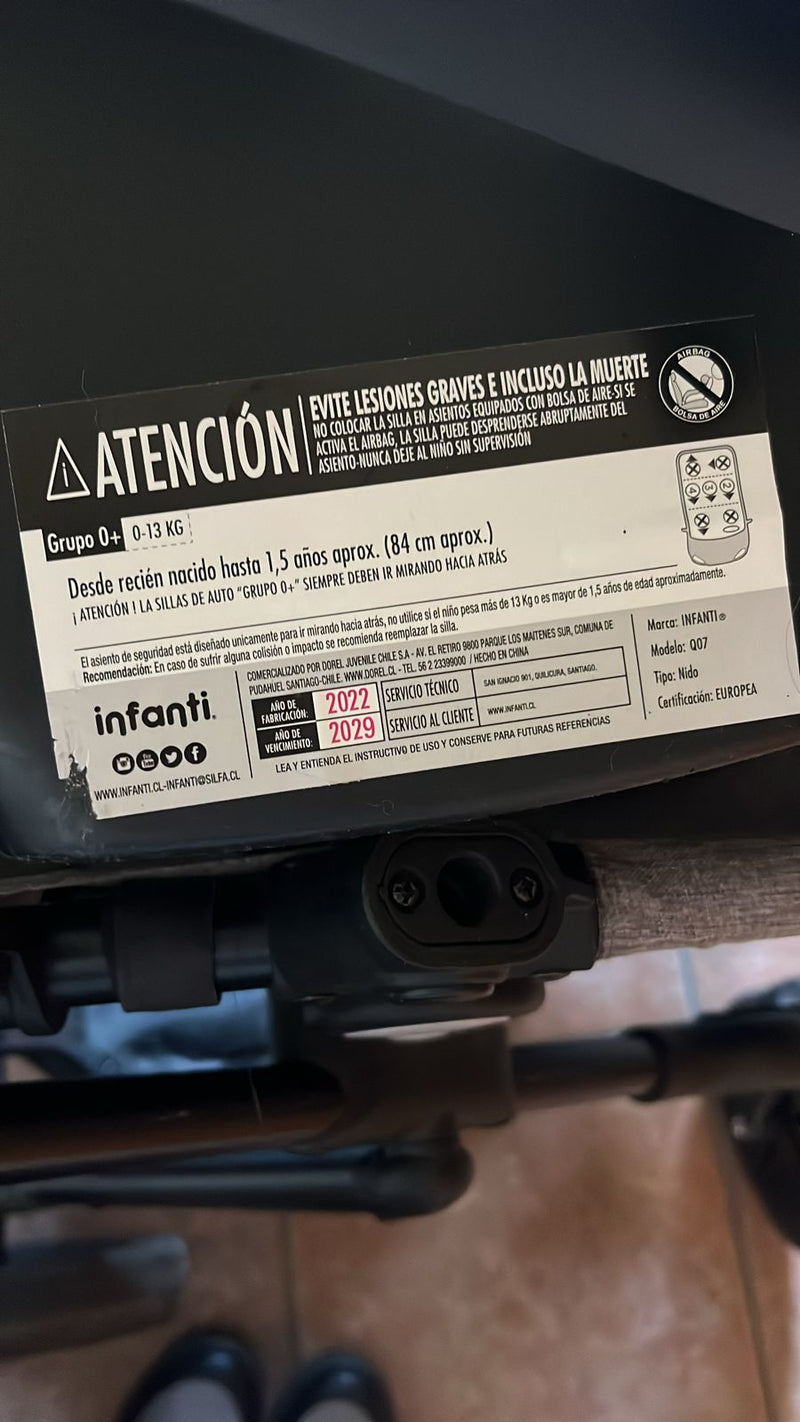 ATENCIÓN
EVITE LESIONES GRAVES E INCLUSO LA MUERTE
NO COLOCAR LA SILLA EN ASIENTOS EQUIPADOS CON BOLSA DE AIRE-SI SE
ACTIVA EL AIRBAG, LA SILLA PUEDE DESPRENDERSE ABRUPTAMENTE DEL
ASIENTO-NUNCA DEJE AL NIÑO SIN SUPERVISIÓN
AIRBAG
BOLSA DE AIRE
Grupo 0+ 0-13 KG
Desde recién nacido hasta 1,5 años aprox. (84 cm aprox.)
¡ ATENCIÓN ! LA SILLAS DE AUTO "GRUPO 0+" SIEMPRE DEBEN IR MIRANDO HACIA ATRÁS
4 3 2
El asiento de seguridad está diseñado unicamente para ir mirando hacia atrás, no utilice si el niño pesa más de 13 Kg o es mayor de 1,5 años de edad aproximadamente.
Recomendación: En caso de sufrir alguna colisión o impacto se recomienda reemplazar la silla.
infanti
WWW.INFANTI.CL-INFANTI@SILFA.CL
COMERCIALIZADO POR DOREL JUVENILE CHILE S.A - AV. EL RETIRO 9800 PARQUE LOS MAITENES SUR, COMUNA DE
PUDAHUEL SANTIAGO-CHILE. WWW.DOREL.CL - TEL. 56 2 23399000 / HECHO EN CHINA
AÑO DE
FABRICACIÓN:
2022
SERVICIO TÉCNICO
SAN IGNACIO 901, QUILICURA, SANTIAGO.
AÑO DE
VENCIMIENTO:
2029
SERVICIO AL CLIENTE
WWW.INFANTI.CL
LEA Y ENTIENDA EL INSTRUCTIVO DE USO Y CONSERVE PARA FUTURAS REFERENCIAS
Marca: INFANTI®
Modelo: Q07
Tipo: Nido
Certificación: EUROPEA